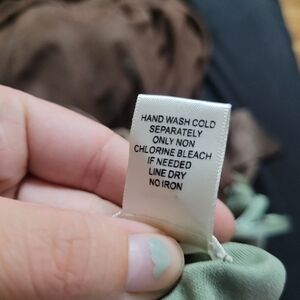 HAND WASH COLD
SEPARATELY
ONLY NON
CHLORINE BLEACH
IF NEEDED
LINE DRY
NO IRON